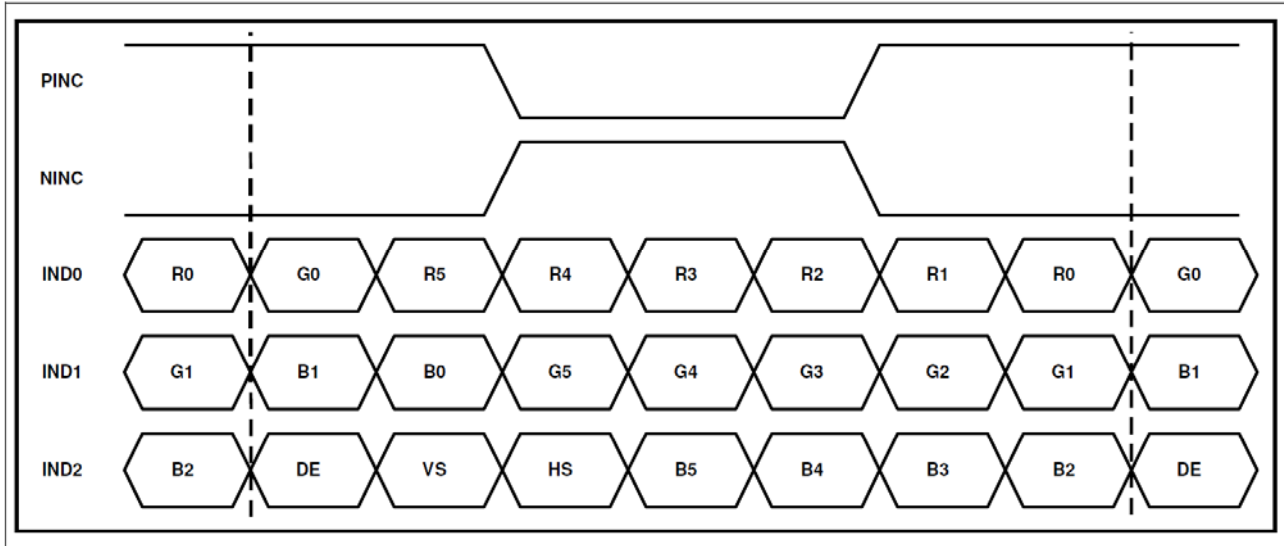 PINC
NINC
IND0 R0 G0 R5 R4 R3 R2 R1 R0 G0
IND1 G1 B1 B0 G5 G4 G3 G2 G1 B1
IND2 B2 DE VS HS B5 B4 B3 B2 DE